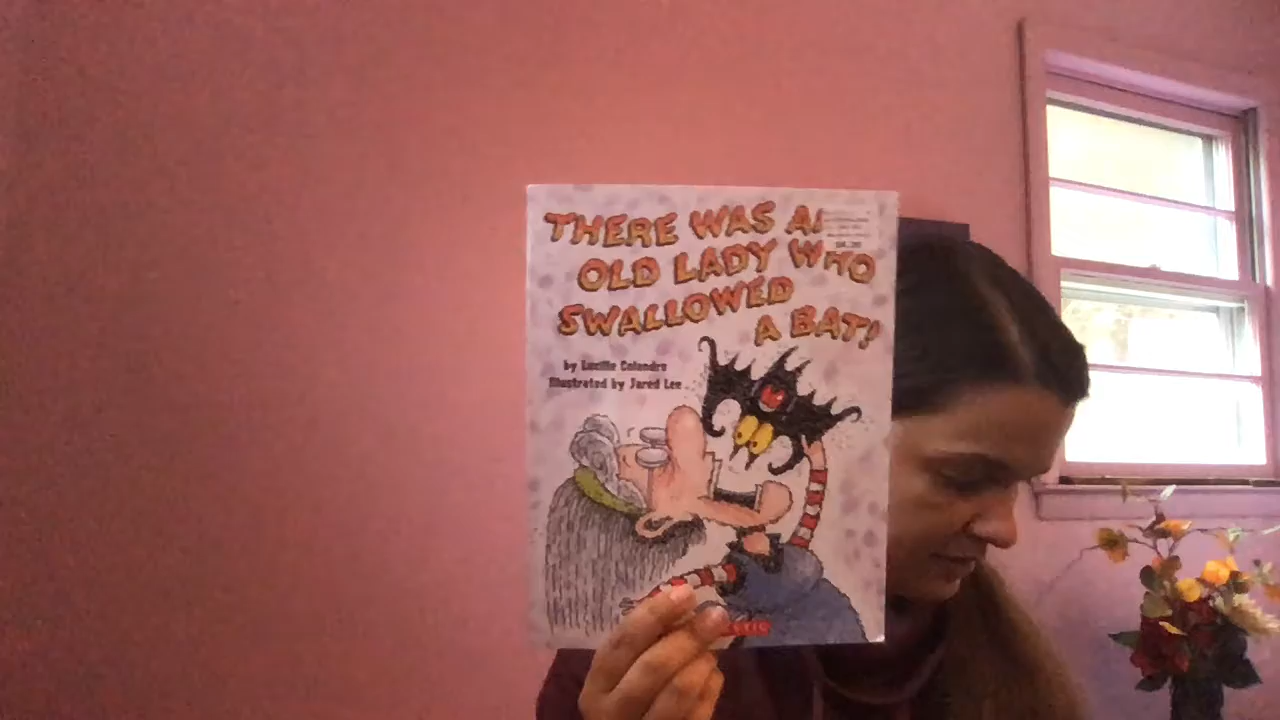 THERE WAS AN
OLD LADY WHO
SWALLOWED
A BAT!
by Lucille Colandro
Illustrated by Jared Lee